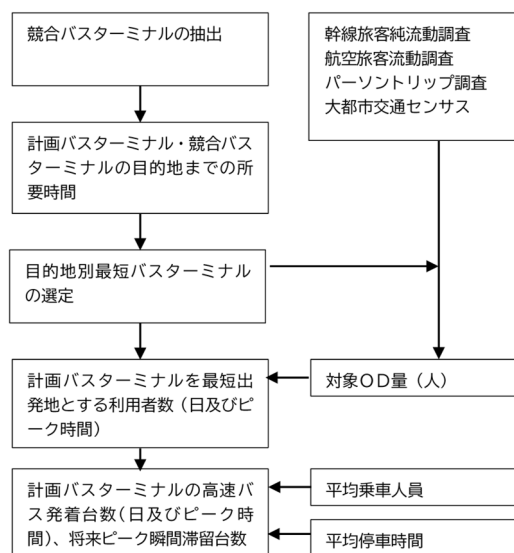 競合バスターミナルの抽出
幹線旅客純流動調査
航空旅客流動調査
パーソントリップ調査
大都市交通センサス
計画バスターミナル・競合バス
ターミナルの目的地までの所
要時間
目的地別最短バスターミナル
の選定
計画バスターミナルを最短出
発地とする利用者数（日及びピ
ーク時間）
対象ＯＤ量（人）
計画バスターミナルの高速バ
ス発着台数（日及びピーク時
間）、将来ピーク瞬間滞留台数
平均乗車人員
平均停車時間